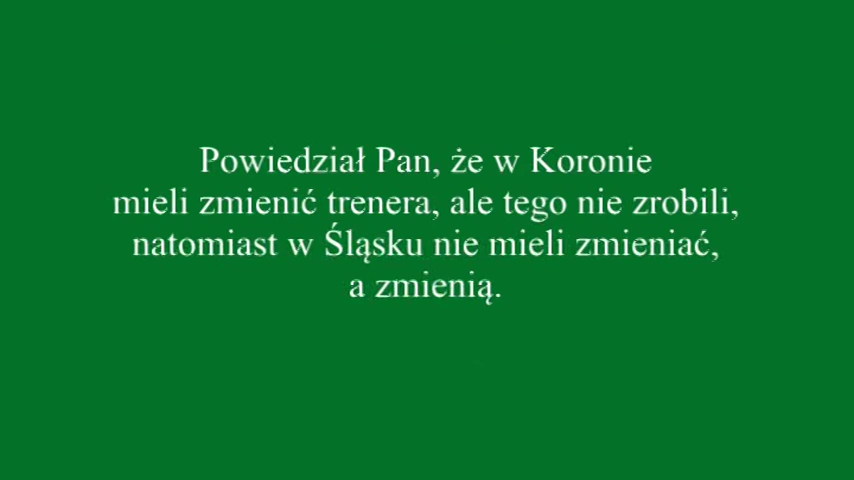 Powiedział Pan, że w Koronie
mieli zmienić trenera, ale tego nie zrobili,
natomiast w Śląsku nie mieli zmieniać,
a zmienią.